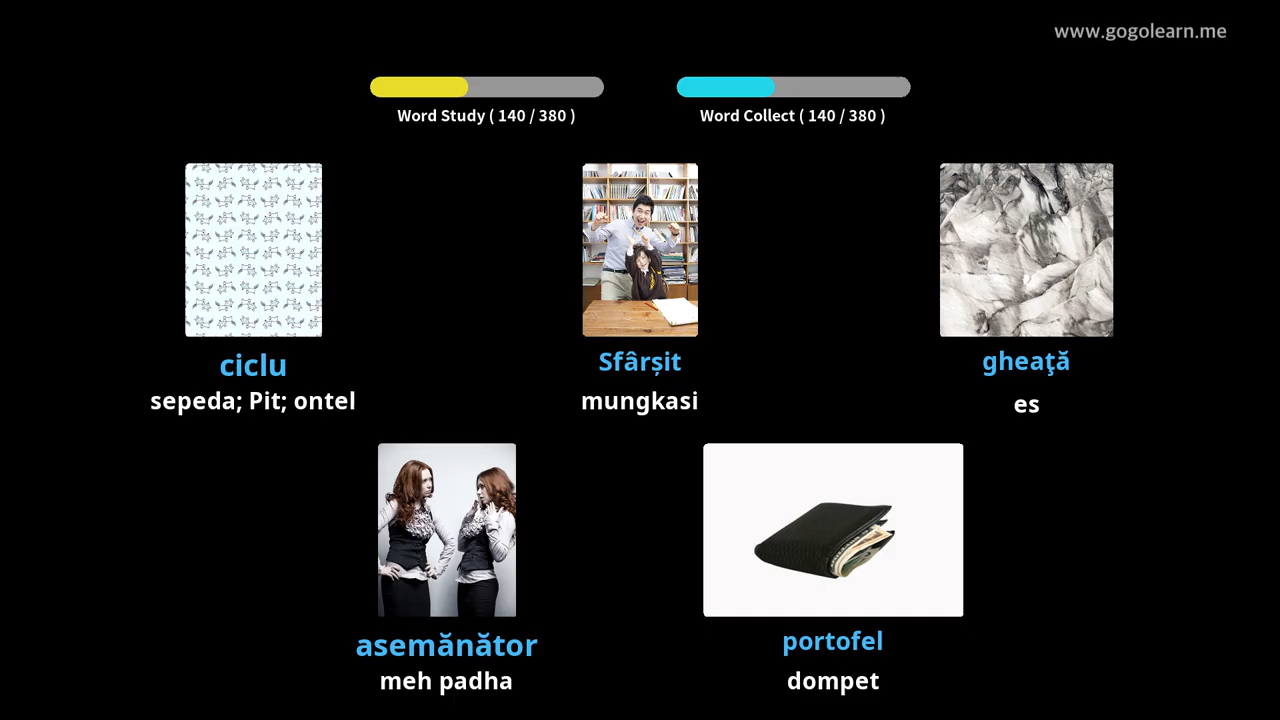 www.gogolearn.me
Word Study ( 140 / 380 )
Word Collect ( 140 / 380 )
ciclu
sepeda; Pit; ontel
Sfârșit
mungkasi
gheaţă
es
asemănător
meh padha
portofel
dompet